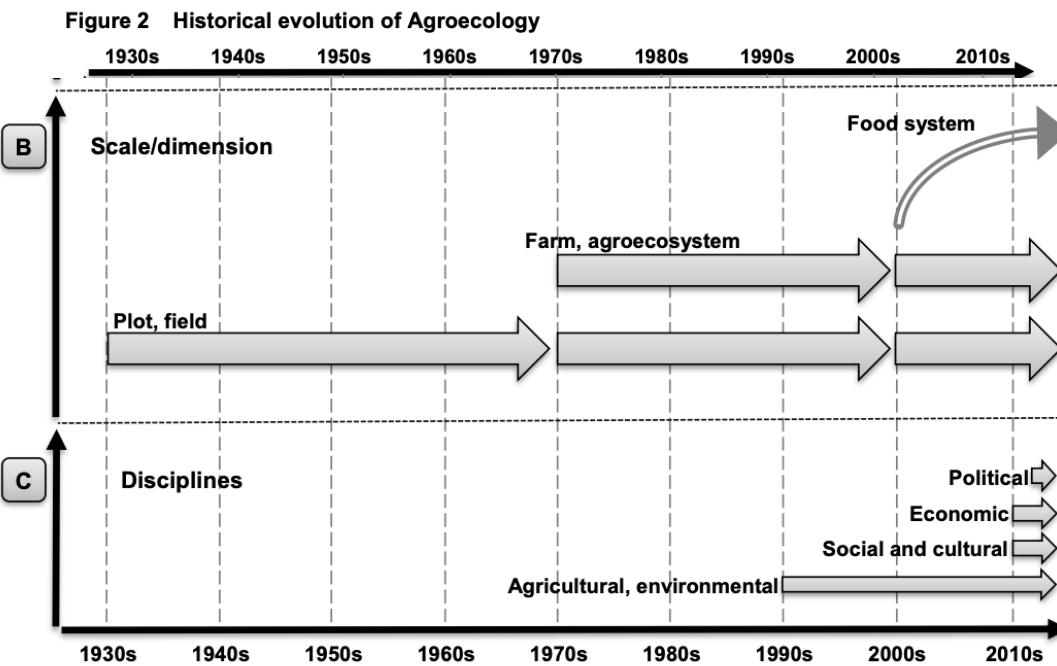 Figure 2 Historical evolution of Agroecology
1930s 1940s 1950s 1960s 1970s 1980s 1990s 2000s 2010s
Food system
B
Scale/dimension
Farm, agroecosystem
Plot, field
C
Disciplines
Political
Economic
Social and cultural
Agricultural, environmental
1930s 1940s 1950s 1960s 1970s 1980s 1990s 2000s 2010s